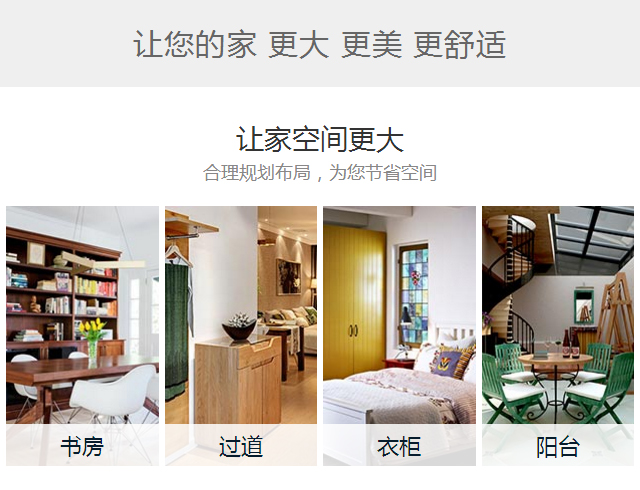 让您的家 更大 更美 更舒适
让家空间更大
合理规划布局，为您节省空间
书房
过道
衣柜
阳台